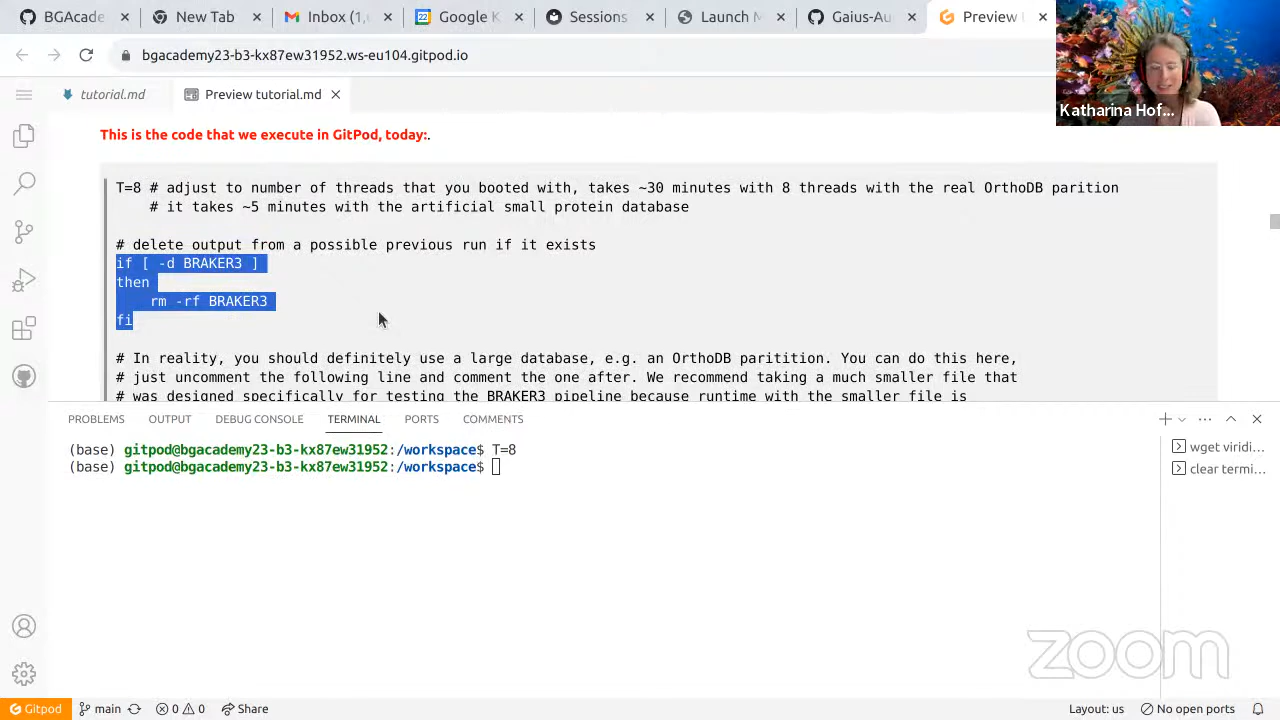 BGAcade
New Tab
Inbox (1,
Google K
Sessions
Launch M
Gaius-Au
Preview
bgacademy23-b3-kx87ew31952.ws-eu104.gitpod.io
Katharina Hof...
tutorial.md
Preview tutorial.md
This is the code that we execute in GitPod, today:.
T=8 # adjust to number of threads that you booted with, takes ~30 minutes with 8 threads with the real OrthoDB parition
# it takes ~5 minutes with the artificial small protein database
# delete output from a possible previous run if it exists
if [ -d BRAKER3 ]
then
rm -rf BRAKER3
fi
# In reality, you should definitely use a large database, e.g. an OrthoDB paritition. You can do this here,
# just uncomment the following line and comment the one after. We recommend taking a much smaller file that
# was designed specifically for testing the BRAKER3 pipeline because runtime with the smaller file is
PROBLEMS OUTPUT DEBUG CONSOLE TERMINAL PORTS COMMENTS
(base) gitpod@bgacademy23-b3-kx87ew31952:/workspace$ T=8
(base) gitpod@bgacademy23-b3-kx87ew31952:/workspace$
wget viridi...
clear termi...
zoom
Gitpod main 0 0 Share Layout: us No open ports